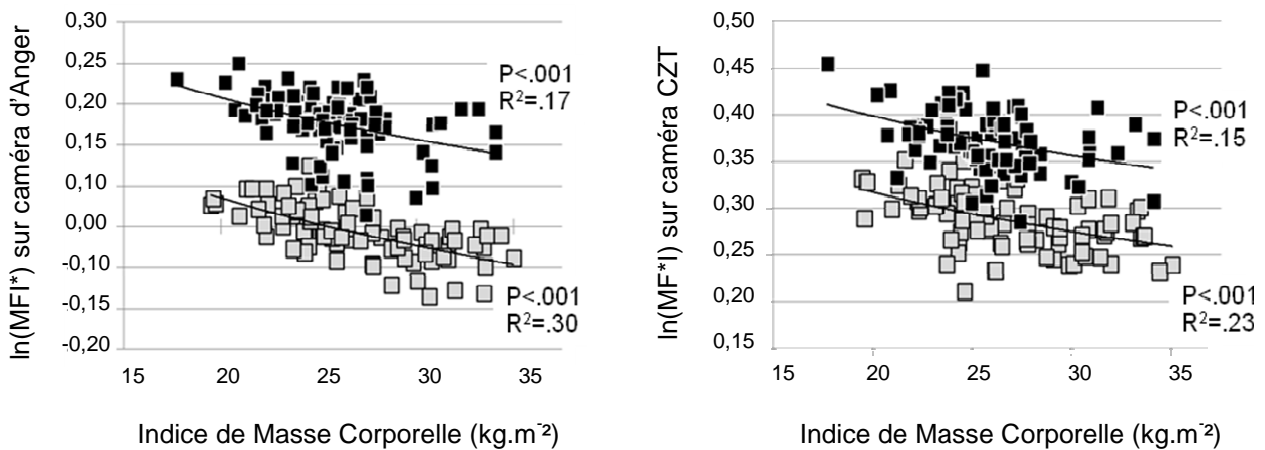 ln(MFI*) sur caméra d'Anger
0,30
0,25
0,20
0,15
0,10
0,00
-0,10
-0,15
-0,20
15
20
25
30
35
P<.001
R²=.17
P<.001
R²=.30
Indice de Masse Corporelle (kg.m⁻²)
ln(MF*I) sur caméra CZT
0,50
0,45
0,40
0,35
0,30
0,25
0,20
0,15
15
20
25
30
35
P<.001
R²=.15
P<.001
R²=.23
Indice de Masse Corporelle (kg.m⁻²)